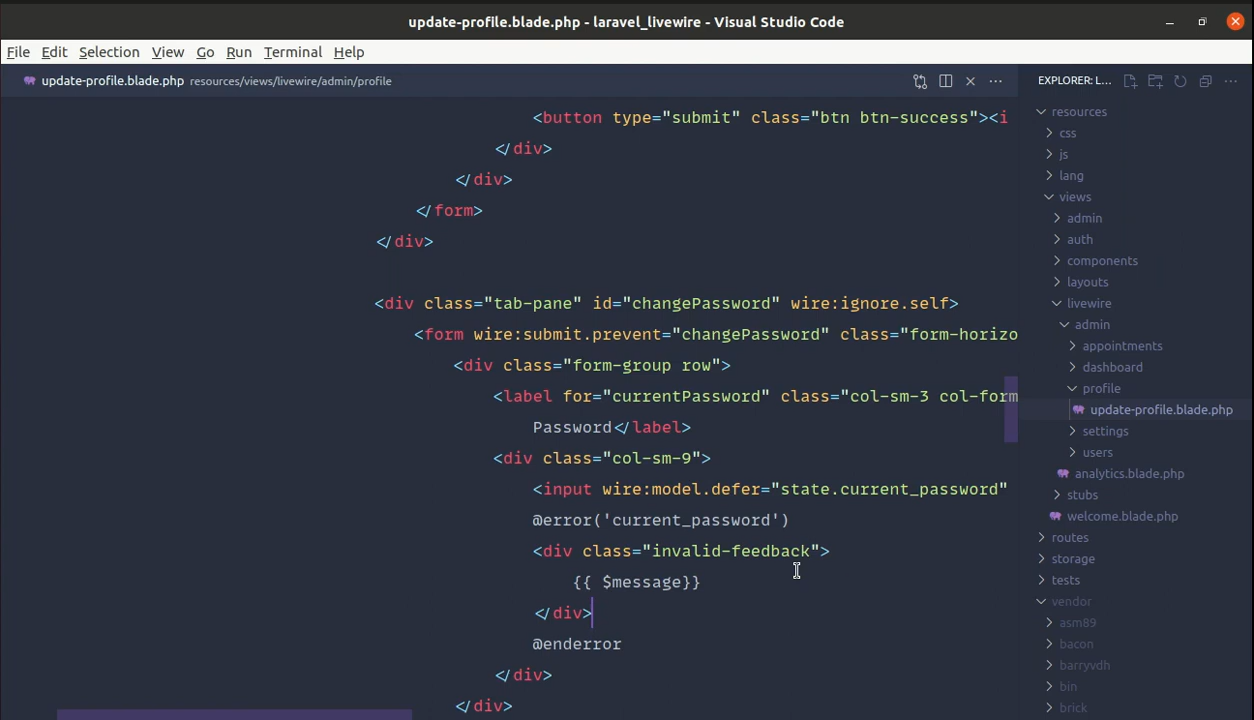 update-profile.blade.php - laravel_livewire - Visual Studio Code
File Edit Selection View Go Run Terminal Help
update-profile.blade.php resources/views/livewire/admin/profile
<button type="submit" class="btn btn-success"><i
</div>
</div>
</form>
</div>
<div class="tab-pane" id="changePassword" wire:ignore.self>
<form wire:submit.prevent="changePassword" class="form-horizo
<div class="form-group row">
<label for="currentPassword" class="col-sm-3 col-form
Password</label>
<div class="col-sm-9">
<input wire:model.defer="state.current_password"
@error('current_password')
<div class="invalid-feedback">
{{ $message}}
</div>
@enderror
</div>
</div>
EXPLORER: L...
resources
css
js
lang
views
admin
auth
components
layouts
livewire
admin
appointments
dashboard
profile
update-profile.blade.php
settings
users
analytics.blade.php
stubs
welcome.blade.php
routes
storage
tests
vendor
asm89
bacon
barryvdh
bin
brick